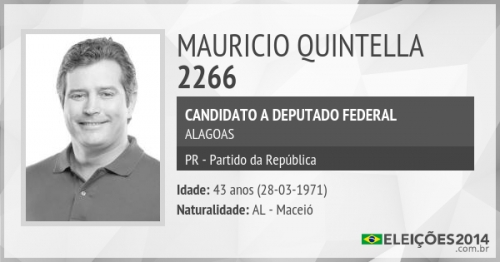 MAURICIO QUINTELLA
2266
CANDIDATO A DEPUTADO FEDERAL
ALAGOAS
PR - Partido da República
Idade: 43 anos (28-03-1971)
Naturalidade: AL - Maceió
ELEIÇÕES2014
.com.br